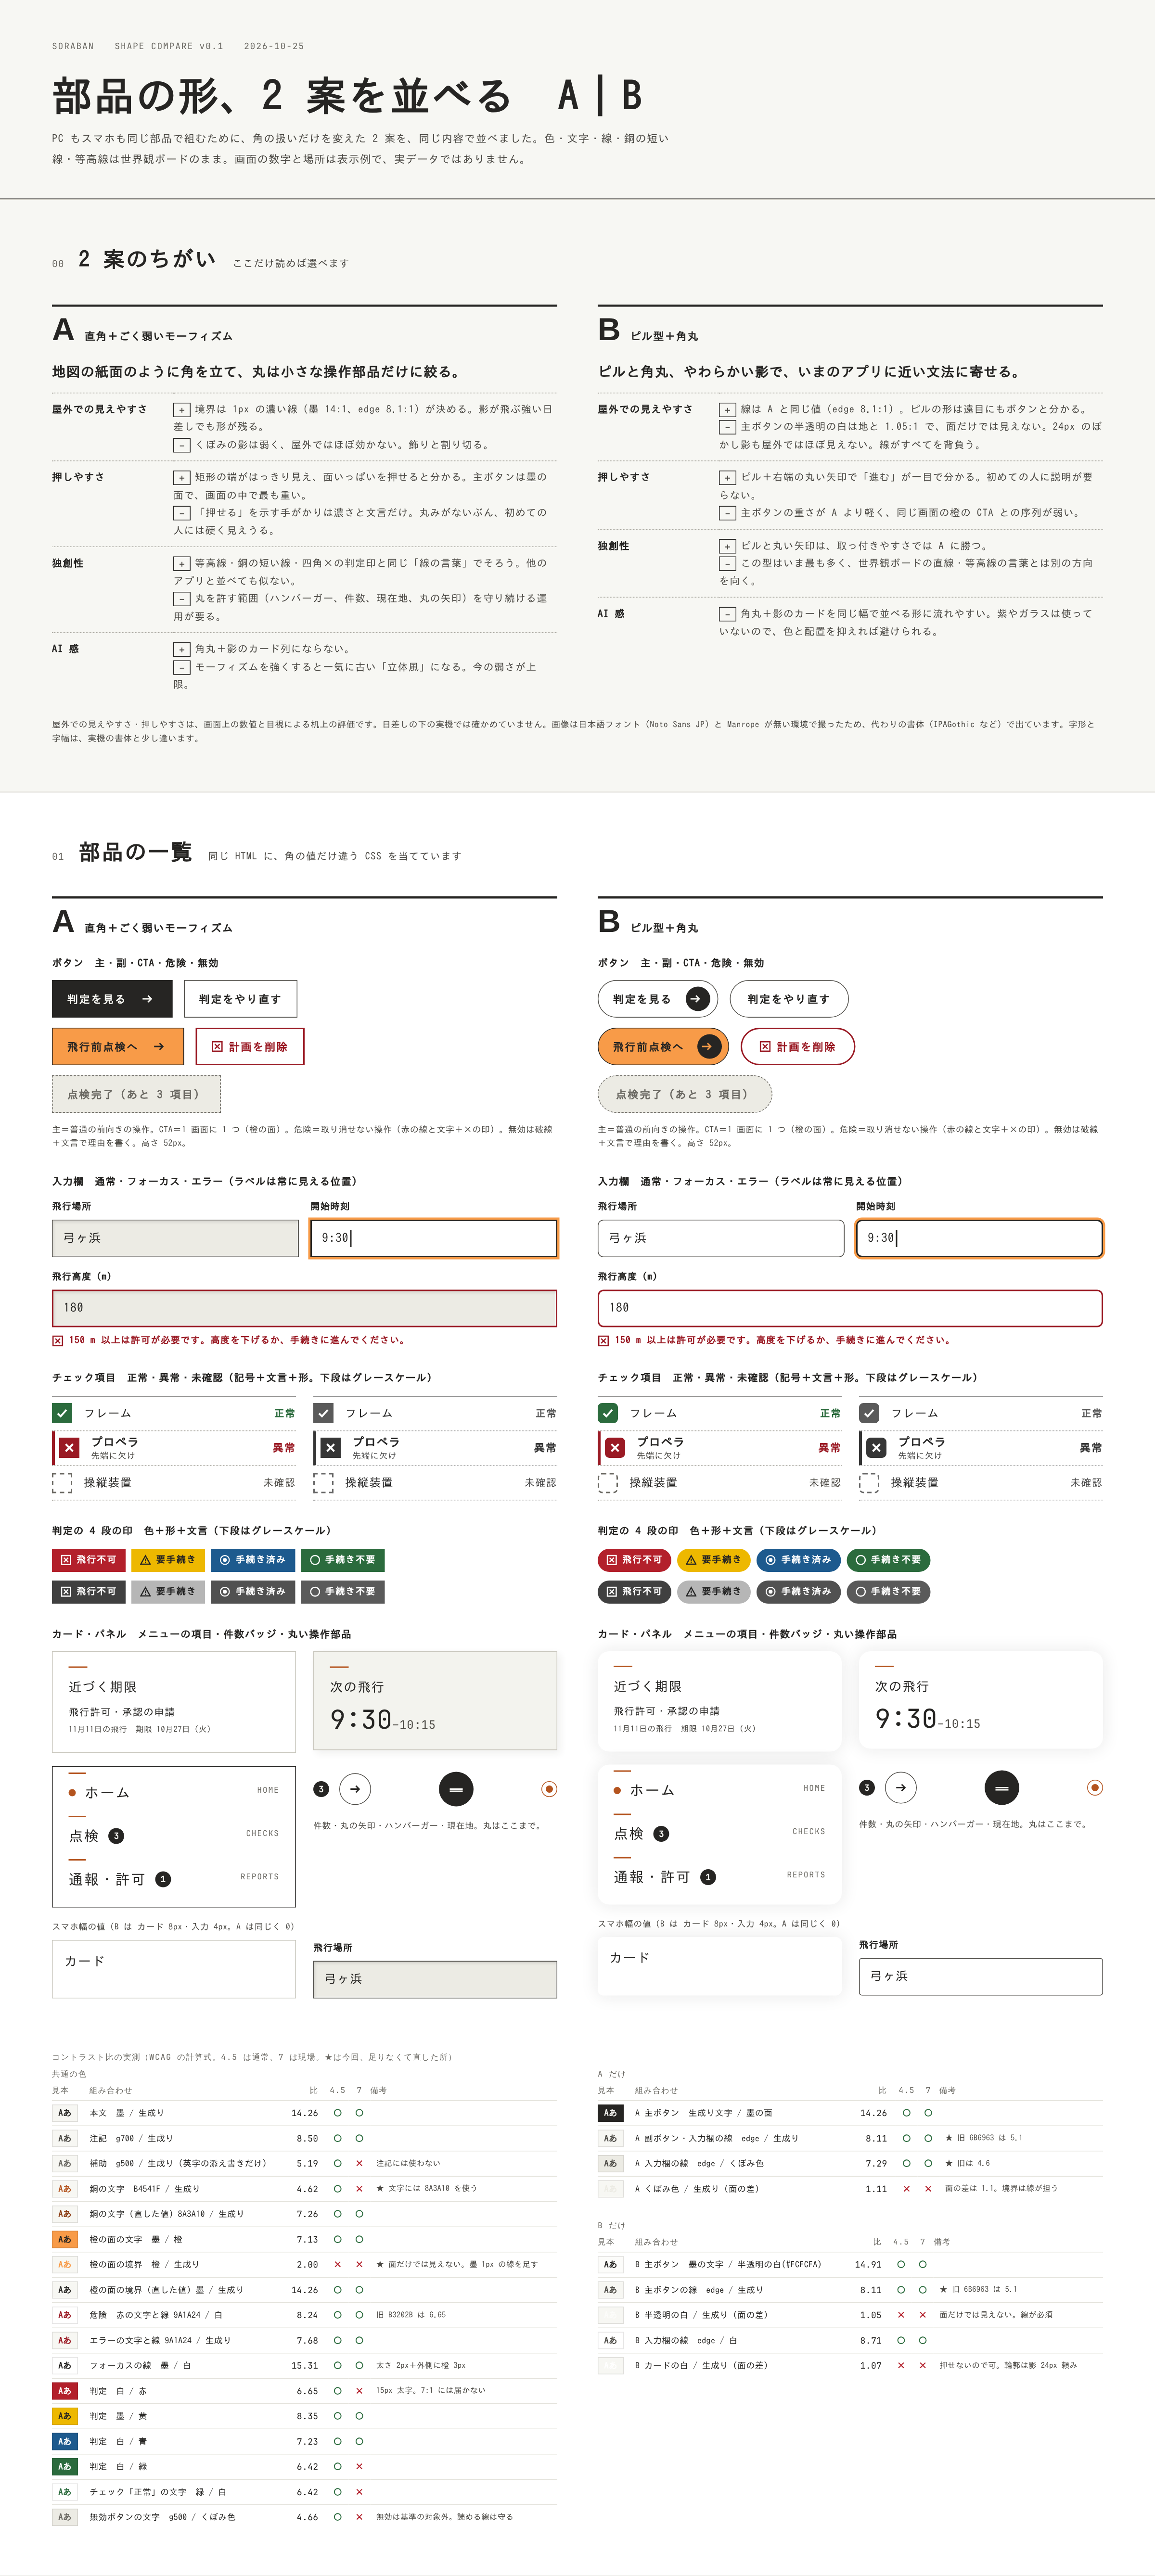 SORABAN SHAPE COMPARE v0.1 2026-10-25
部品の形、2 案を並べる A|B
PC もスマホも同じ部品で組むために、角の扱いだけを変えた 2 案を、同じ内容で並べました。色・文字・線・銅の短い
線・等高線は世界観ボードのまま。画面の数字と場所は表示例で、実データではありません。
00 2 案のちがい ここだけ読めば選べます
A 直角＋ごく弱いモーフィズム
地図の紙面のように角を立て、丸は小さな操作部品だけに絞る。
屋外での見えやすさ
+ 境界は 1px の濃い線（墨 14:1、edge 8.1:1）が決める。影が飛ぶ強い日
差しでも形が残る。
− くぼみの影は弱く、屋外ではほぼ効かない。飾りと割り切る。
押しやすさ
+ 矩形の端がはっきり見え、面いっぱいを押せると分かる。主ボタンは墨の
面で、画面の中で最も重い。
− 「押せる」を示す手がかりは濃さと文言だけ。丸みがないぶん、初めての
人には硬く見えうる。
独創性
+ 等高線・銅の短い線・四角×の判定印と同じ「線の言葉」でそろう。他の
アプリと並べても似ない。
− 丸を許す範囲（ハンバーガー、件数、現在地、丸の矢印）を守り続ける運
用が要る。
AI 感
+ 角丸＋影のカード列にならない。
− モーフィズムを強くすると一気に古い「立体風」になる。今の弱さが上
限。
B ピル型＋角丸
ピルと角丸、やわらかい影で、いまのアプリに近い文法に寄せる。
屋外での見えやすさ
+ 線は A と同じ値（edge 8.1:1）。ピルの形は遠目にもボタンと分かる。
− 主ボタンの半透明の白は地と 1.05:1 で、面だけでは見えない。24px のぼ
かし影も屋外ではほぼ見えない。線がすべてを背負う。
押しやすさ
+ ピル＋右端の丸い矢印で「進む」が一目で分かる。初めての人に説明が要
らない。
− 主ボタンの重さが A より軽く、同じ画面の橙の CTA との序列が弱い。
独創性
+ ピルと丸い矢印は、取っ付きやすさでは A に勝つ。
− この型はいま最も多く、世界観ボードの直線・等高線の言葉とは別の方向
を向く。
AI 感
− 角丸＋影のカードを同じ幅で並べる形に流れやすい。紫やガラスは使って
いないので、色と配置を抑えれば避けられる。
屋外での見えやすさ・押しやすさは、画面上の数値と目視による机上の評価です。日差しの下の実機では確かめていません。画像は日本語フォント（Noto Sans JP）と Manrope が無い環境で撮ったため、代わりの書体（IPAGothic など）で出ています。字形と
字幅は、実機の書体と少し違います。
01 部品の一覧 同じ HTML に、角の値だけ違う CSS を当てています
A 直角＋ごく弱いモーフィズム
ボタン 主・副・CTA・危険・無効
判定を見る → 判定をやり直す
飛行前点検へ → 計画を削除
点検完了（あと 3 項目）
主＝普通の前向きの操作。CTA＝1 画面に 1 つ（橙の面）。危険＝取り消せない操作（赤の線と文字＋×の印）。無効は破線
＋文言で理由を書く。高さ 52px。
入力欄 通常・フォーカス・エラー（ラベルは常に見える位置）
飛行場所 開始時刻
弓ヶ浜 9:30
飛行高度（m）
180
150 m 以上は許可が必要です。高度を下げるか、手続きに進んでください。
チェック項目 正常・異常・未確認（記号＋文言＋形。下段はグレースケール）
フレーム 正常 フレーム 正常
プロペラ 異常 プロペラ 異常
先端に欠け 先端に欠け
操縦装置 未確認 操縦装置 未確認
判定の 4 段の印 色＋形＋文言（下段はグレースケール）
飛行不可 要手続き 手続き済み 手続き不要
飛行不可 要手続き 手続き済み 手続き不要
カード・パネル メニューの項目・件数バッジ・丸い操作部品
近づく期限
飛行許可・承認の申請
11月11日の飛行 期限 10月27日（火）
次の飛行
9:30–10:15
ホーム HOME
点検 3 CHECKS
通報・許可 1 REPORTS
3 →
件数・丸の矢印・ハンバーガー・現在地。丸はここまで。
スマホ幅の値（B は カード 8px・入力 4px。A は同じく 0）
カード
飛行場所
弓ヶ浜
B ピル型＋角丸
ボタン 主・副・CTA・危険・無効
判定を見る → 判定をやり直す
飛行前点検へ → 計画を削除
点検完了（あと 3 項目）
主＝普通の前向きの操作。CTA＝1 画面に 1 つ（橙の面）。危険＝取り消せない操作（赤の線と文字＋×の印）。無効は破線
＋文言で理由を書く。高さ 52px。
入力欄 通常・フォーカス・エラー（ラベルは常に見える位置）
飛行場所 開始時刻
弓ヶ浜 9:30
飛行高度（m）
180
150 m 以上は許可が必要です。高度を下げるか、手続きに進んでください。
チェック項目 正常・異常・未確認（記号＋文言＋形。下段はグレースケール）
フレーム 正常 フレーム 正常
プロペラ 異常 プロペラ 異常
先端に欠け 先端に欠け
操縦装置 未確認 操縦装置 未確認
判定の 4 段の印 色＋形＋文言（下段はグレースケール）
飛行不可 要手続き 手続き済み 手続き不要
飛行不可 要手続き 手続き済み 手続き不要
カード・パネル メニューの項目・件数バッジ・丸い操作部品
近づく期限
飛行許可・承認の申請
11月11日の飛行 期限 10月27日（火）
次の飛行
9:30–10:15
ホーム HOME
点検 3 CHECKS
通報・許可 1 REPORTS
3 →
件数・丸の矢印・ハンバーガー・現在地。丸はここまで。
スマホ幅の値（B は カード 8px・入力 4px。A は同じく 0）
カード
飛行場所
弓ヶ浜
コントラスト比の実測（WCAG の計算式。4.5 は通常、7 は現場。★は今回、足りなくて直した所）
共通の色
見本 組み合わせ 比 4.5 7 備考
Aあ 本文 墨 / 生成り 14.26 ○ ○
Aあ 注記 g700 / 生成り 8.50 ○ ○
Aあ 補助 g500 / 生成り（英字の添え書きだけ） 5.19 ○ × 注記には使わない
Aあ 銅の文字 B4541F / 生成り 4.62 ○ × ★ 文字には 8A3A10 を使う
Aあ 銅の文字（直した値）8A3A10 / 生成り 7.26 ○ ○
Aあ 橙の面の文字 墨 / 橙 7.13 ○ ○
Aあ 橙の面の境界 橙 / 生成り 2.00 × × ★ 面だけでは見えない。墨 1px の線を足す
Aあ 橙の面の境界（直した値）墨 / 生成り 14.26 ○ ○
Aあ 危険 赤の文字と線 9A1A24 / 白 8.24 ○ ○ 旧 B3202B は 6.65
Aあ エラーの文字と線 9A1A24 / 生成り 7.68 ○ ○
Aあ フォーカスの線 墨 / 白 15.31 ○ ○ 太さ 2px＋外側に橙 3px
Aあ 判定 白 / 赤 6.65 ○ × 15px 太字。7:1 には届かない
Aあ 判定 墨 / 黄 8.35 ○ ○
Aあ 判定 白 / 青 7.23 ○ ○
Aあ 判定 白 / 緑 6.42 ○ ×
Aあ チェック「正常」の文字 緑 / 白 6.42 ○ ×
Aあ 無効ボタンの文字 g500 / くぼみ色 4.66 ○ × 無効は基準の対象外。読める線は守る
A だけ
見本 組み合わせ 比 4.5 7 備考
Aあ A 主ボタン 生成り文字 / 墨の面 14.26 ○ ○
Aあ A 副ボタン・入力欄の線 edge / 生成り 8.11 ○ ○ ★ 旧 6B6963 は 5.1
Aあ A 入力欄の線 edge / くぼみ色 7.29 ○ ○ ★ 旧は 4.6
Aあ A くぼみ色 / 生成り（面の差） 1.11 × × 面の差は 1.1。境界は線が担う
B だけ
見本 組み合わせ 比 4.5 7 備考
Aあ B 主ボタン 墨の文字 / 半透明の白(#FCFCFA) 14.91 ○ ○
Aあ B 主ボタンの線 edge / 生成り 8.11 ○ ○ ★ 旧 6B6963 は 5.1
B 半透明の白 / 生成り（面の差） 1.05 × × 面だけでは見えない。線が必須
Aあ B 入力欄の線 edge / 白 8.71 ○ ○
B カードの白 / 生成り（面の差） 1.07 × × 押せないので可。輪郭は影 24px 頼み